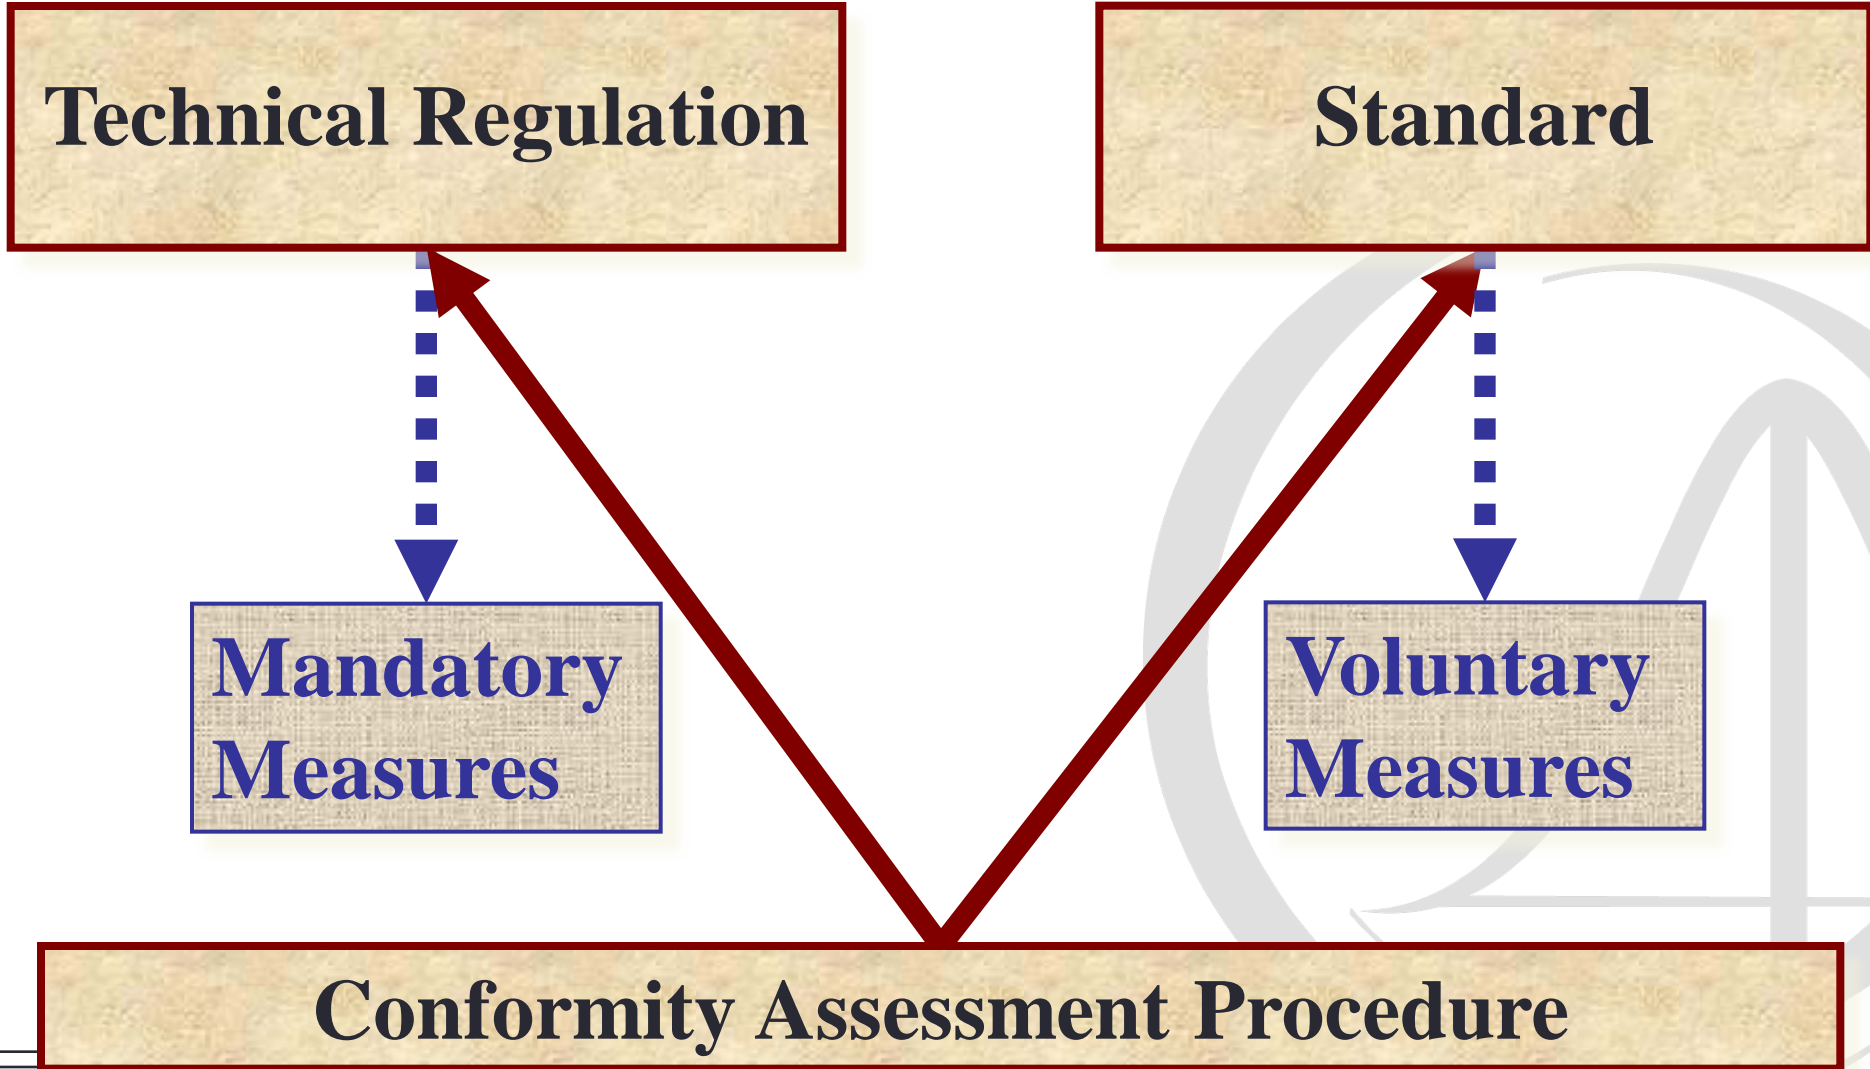 Technical Regulation
Standard
Mandatory
Measures
Voluntary
Measures
Conformity Assessment Procedure